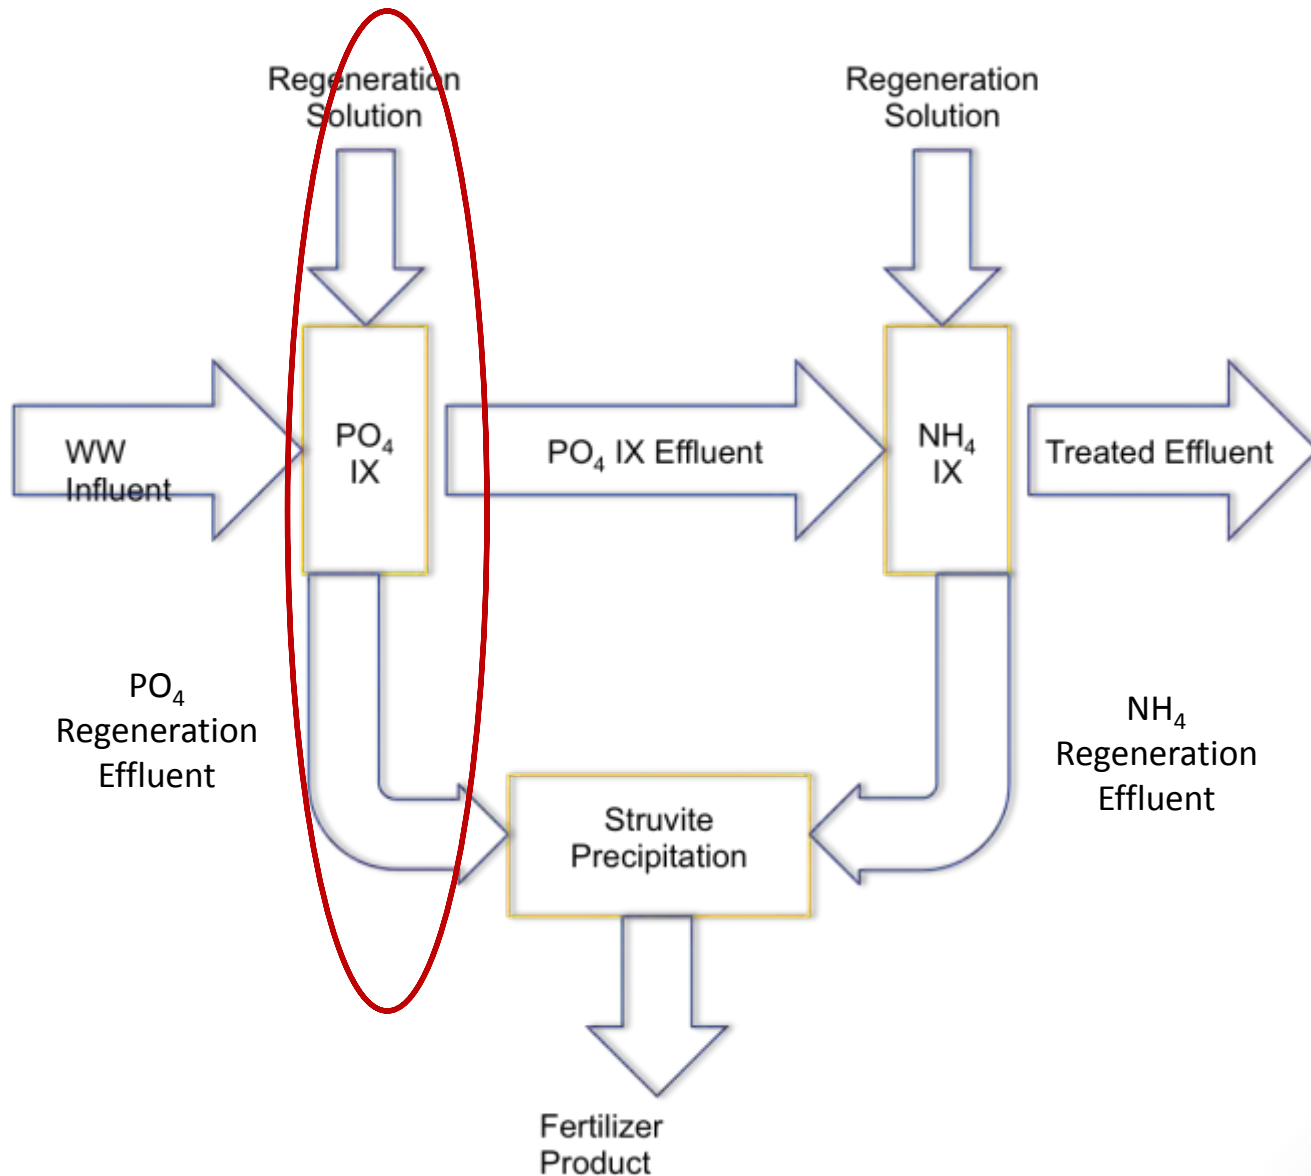 Regeneration
Solution
Regeneration
Solution
WW
Influent
PO₄
IX
PO₄ IX Effluent
NH₄
IX
Treated Effluent
PO₄
Regeneration
Effluent
NH₄
Regeneration
Effluent
Struvite
Precipitation
Fertilizer
Product